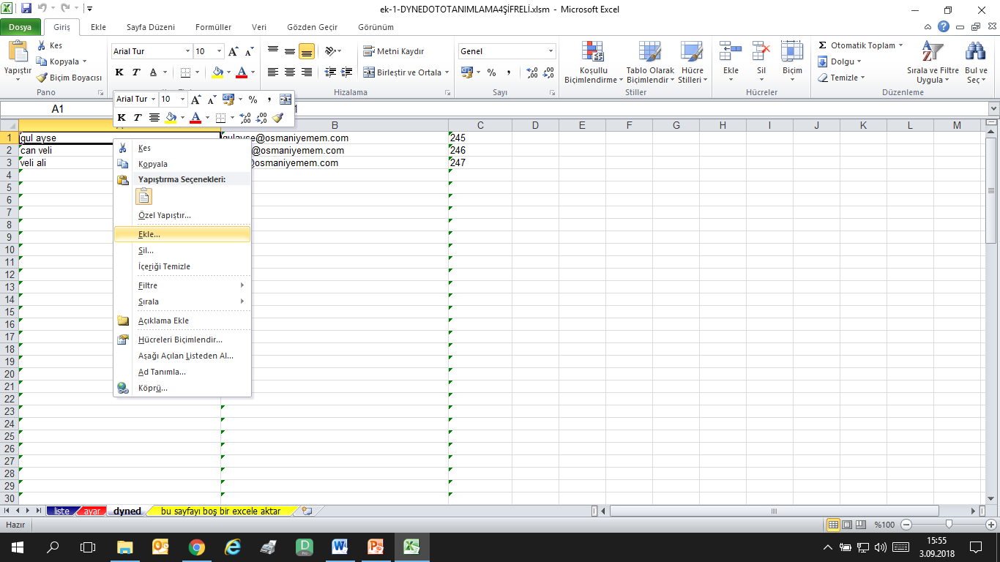 ek-1-DYNEDOTOTANIMLAMA4ŞİFRELİ.xlsm - Microsoft Excel
Dosya Giriş Ekle Sayfa Düzeni Formüller Veri Gözden Geçir Görünüm
Yapıştır
Kes
Kopyala
Biçim Boyacısı
Pano
Arial Tur 10
K T A
Metni Kaydır
Birleştir ve Ortala
Hizalama
Genel
%
Sayı
Koşullu Biçimlendirme
Tablo Olarak Biçimlendir
Hücre Stilleri
Stiller
Ekle Sil Biçim
Hücreler
Σ Otomatik Toplam
Dolgu
Temizle
Sırala ve Filtre Uygula
Bul ve Seç
Düzenleme
Arial Tur 10 %
K T A
A1
B C D E F G H I J K L M
1 gul ayse gulayse@osmaniyemem.com 245
2 can veli @osmaniyemem.com 246
3 veli ali @osmaniyemem.com 247
4
5
6
7
8
9
10
11
12
13
14
15
16
17
18
19
20
21
22
23
24
25
26
27
28
29
30
Kes
Kopyala
Yapıştırma Seçenekleri:
Özel Yapıştır...
Ekle...
Sil...
İçeriği Temizle
Filtre
Sırala
Açıklama Ekle
Hücreleri Biçimlendir...
Aşağı Açılan Listeden Al...
Ad Tanımla...
Köprü...
liste ayar dyned bu sayfayı boş bir excele aktar
Hazır %100
15:55
3.09.2018